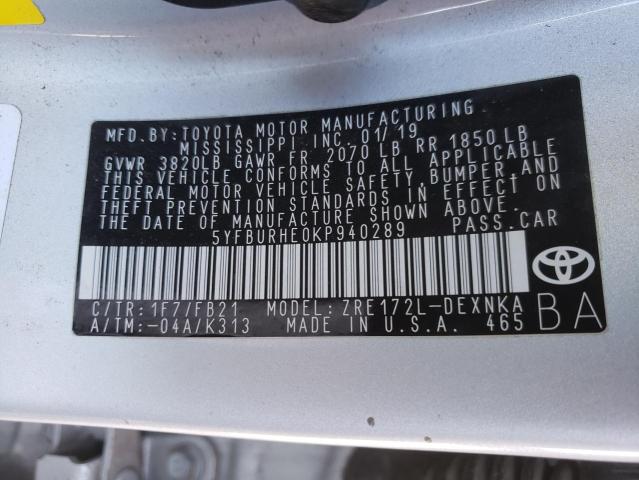 MFD.BY:TOYOTA MOTOR MANUFACTURING
MISSISSIPPI INC. 01/19
GVWR 3820LB GAWR FR 2070 LB RR 1850 LB
THIS VEHICLE CONFORMS TO ALL APPLICABLE
FEDERAL MOTOR VEHICLE SAFETY, BUMPER,AND
THEFT PREVENTION STANDARDS IN EFFECT ON
THE DATE OF MANUFACTURE SHOWN ABOVE.
5YFBURHE0KP940289 PASS.CAR
C/TR:1F7/FB21 MODEL:ZRE172L-DEXNKA
A/TM:-04A/K313 MADE IN U.S.A. 465
BA